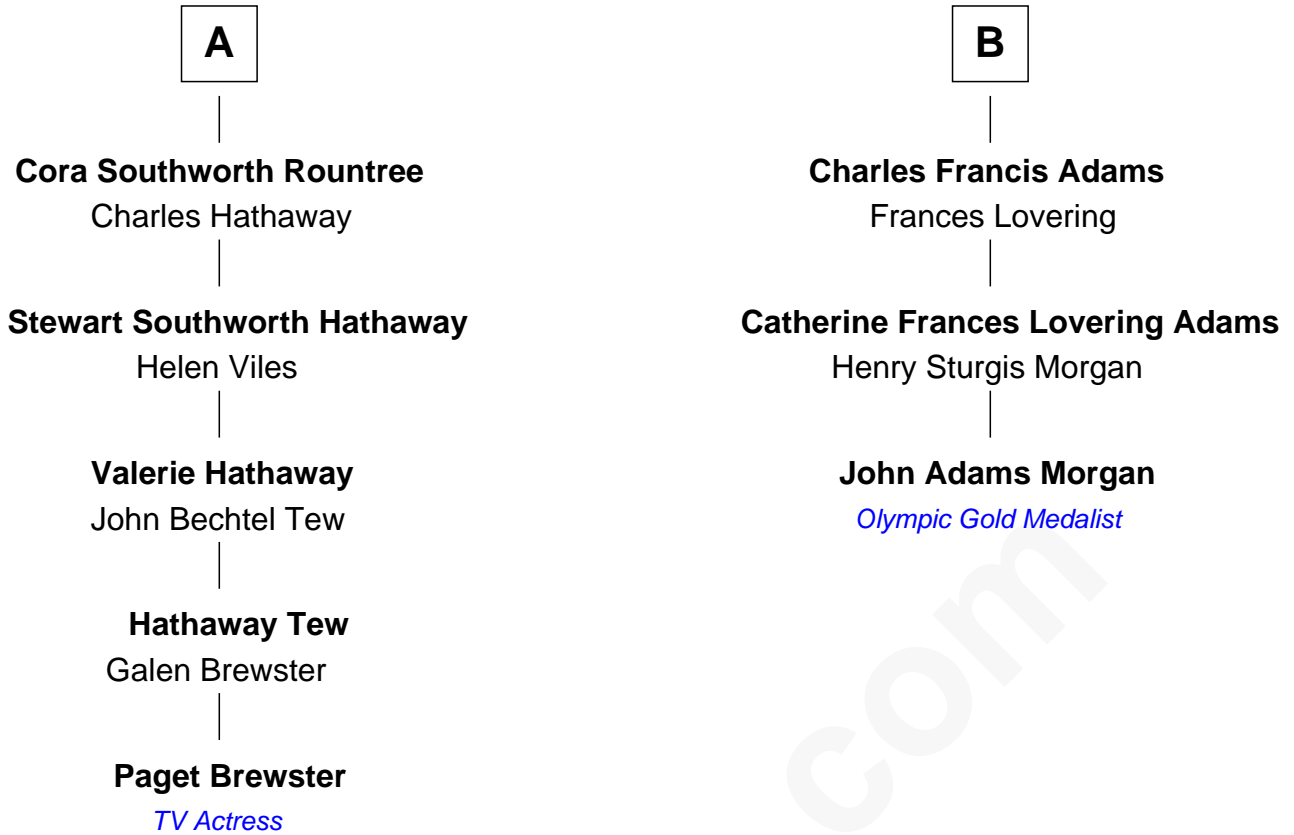 A
Cora Southworth Rountree
Charles Hathaway
Stewart Southworth Hathaway
Helen Viles
Valerie Hathaway
John Bechtel Tew
Hathaway Tew
Galen Brewster
Paget Brewster
TV Actress
B
Charles Francis Adams
Frances Lovering
Catherine Frances Lovering Adams
Henry Sturgis Morgan
John Adams Morgan
Olympic Gold Medalist
com